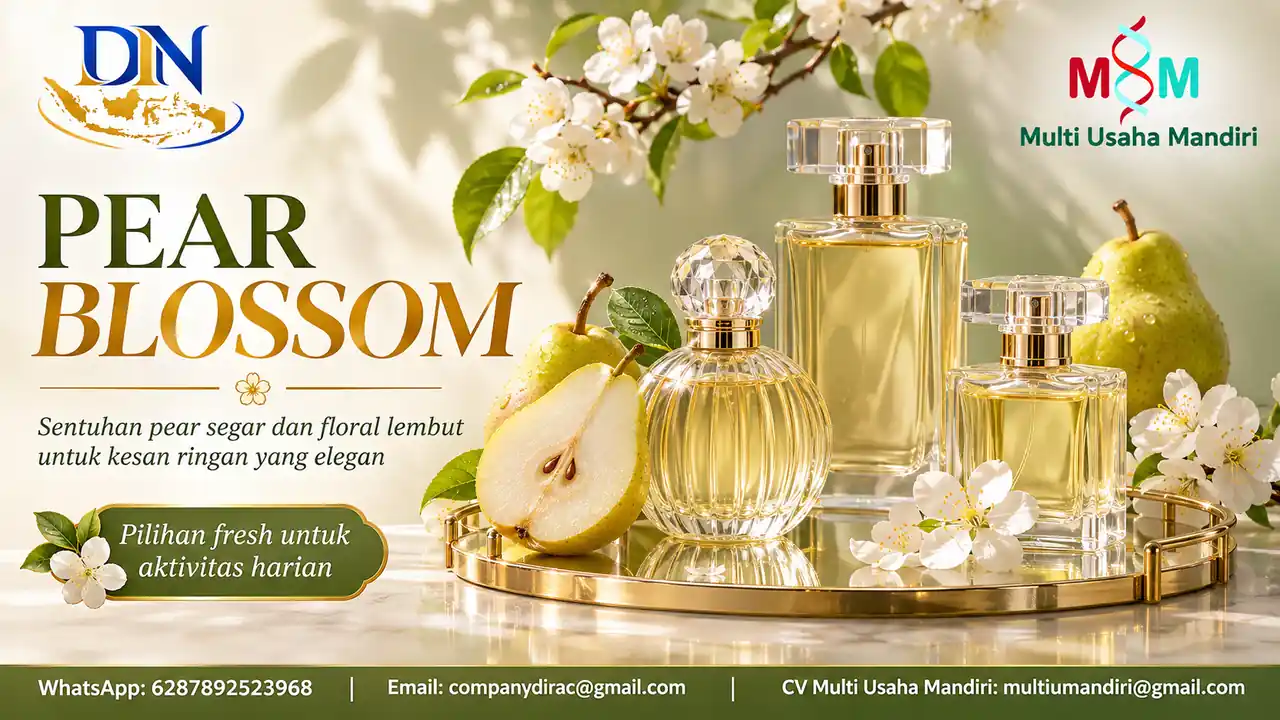 DIN
MSM
Multi Usaha Mandiri
PEAR
BLOSSOM
Sentuhan pear segar dan floral lembut
untuk kesan ringan yang elegan
Pilihan fresh untuk
aktivitas harian
WhatsApp: 6287892523968 | Email: companydirac@gmail.com | CV Multi Usaha Mandiri: multiumandiri@gmail.com